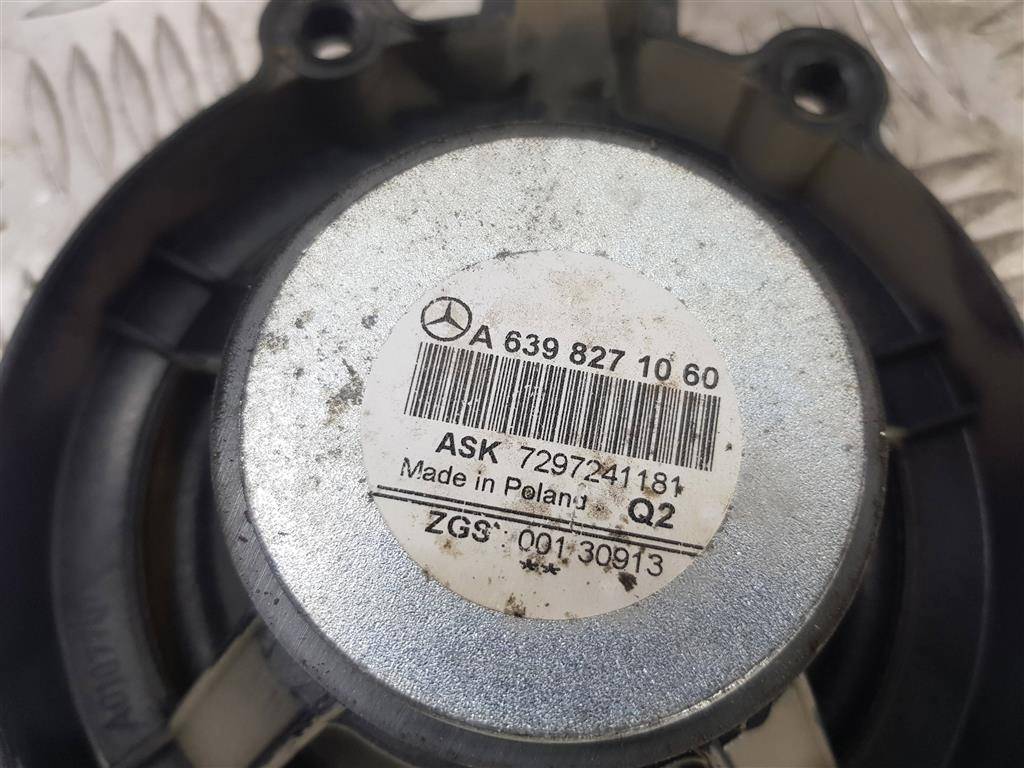 A 639 827 10 60
ASK 7297241181
Made in Poland Q2
ZGS: 001 30913
**